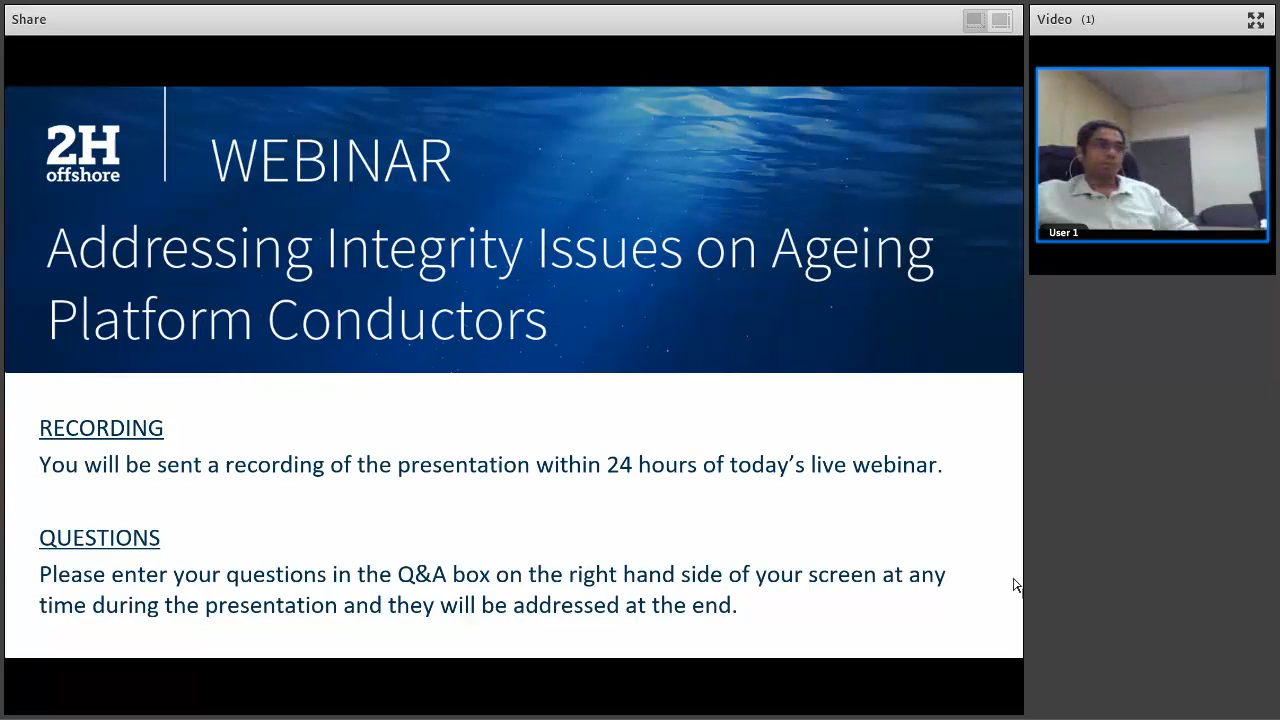 Share
Video (1)
2H
offshore
WEBINAR
Addressing Integrity Issues on Ageing
Platform Conductors
User 1
RECORDING
You will be sent a recording of the presentation within 24 hours of today’s live webinar.
QUESTIONS
Please enter your questions in the Q&A box on the right hand side of your screen at any
time during the presentation and they will be addressed at the end.